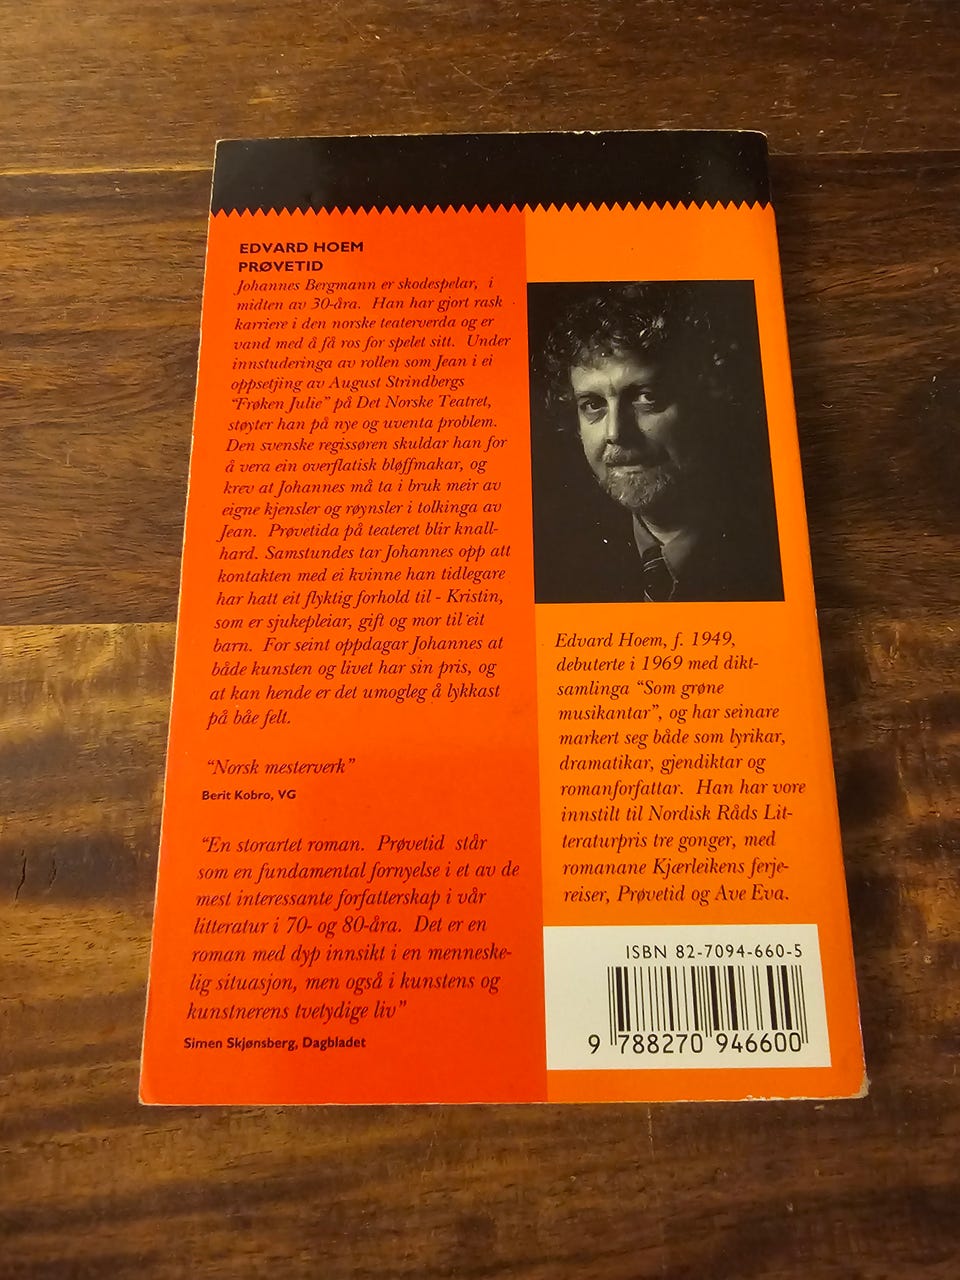 EDVARD HOEM
PRØVETID
Johannes Bergmann er skodespelar, i
midten av 30-åra. Han har gjort rask
karriere i den norske teaterverda og er
vand med å få ros for spelet sitt. Under
innstuderinga av rollen som Jean i ei
oppsetjing av August Strindbergs
"Frøken Julie" på Det Norske Teatret,
støyter han på nye og uventa problem.
Den svenske regissøren skuldar han for
å vera ein overflatisk bløffmakar, og
krev at Johannes må ta i bruk meir av
eigne kjensler og røynsler i tolkinga av
Jean. Prøvetida på teateret blir knall-
hard. Samstundes tar Johannes opp att
kontakten med ei kvinne han tidlegare
har hatt eit flyktig forhold til - Kristin,
som er sjukepleiar, gift og mor til eit
barn. For seint oppdagar Johannes at
både kunsten og livet har sin pris, og
at kan hende er det umogleg å lykkast
på båe felt.
"Norsk mesterverk"
Berit Kobro, VG
"En storartet roman. Prøvetid står
som en fundamental fornyelse i et av de
mest interessante forfatterskap i vår
litteratur i 70- og 80-åra. Det er en
roman med dyp innsikt i en menneske-
lig situasjon, men også i kunstens og
kunstnerens tvetydige liv"
Simen Skjønsberg, Dagbladet
Edvard Hoem, f. 1949,
debuterte i 1969 med dikt-
samlinga "Som grøne
musikantar", og har seinare
markert seg både som lyrikar,
dramatikar, gjendiktar og
romanforfattar. Han har vore
innstilt til Nordisk Råds Lit-
teraturpris tre gonger, med
romanane Kjærleikens ferje-
reiser, Prøvetid og Ave Eva.
ISBN 82-7094-660-5
9 788270 946600